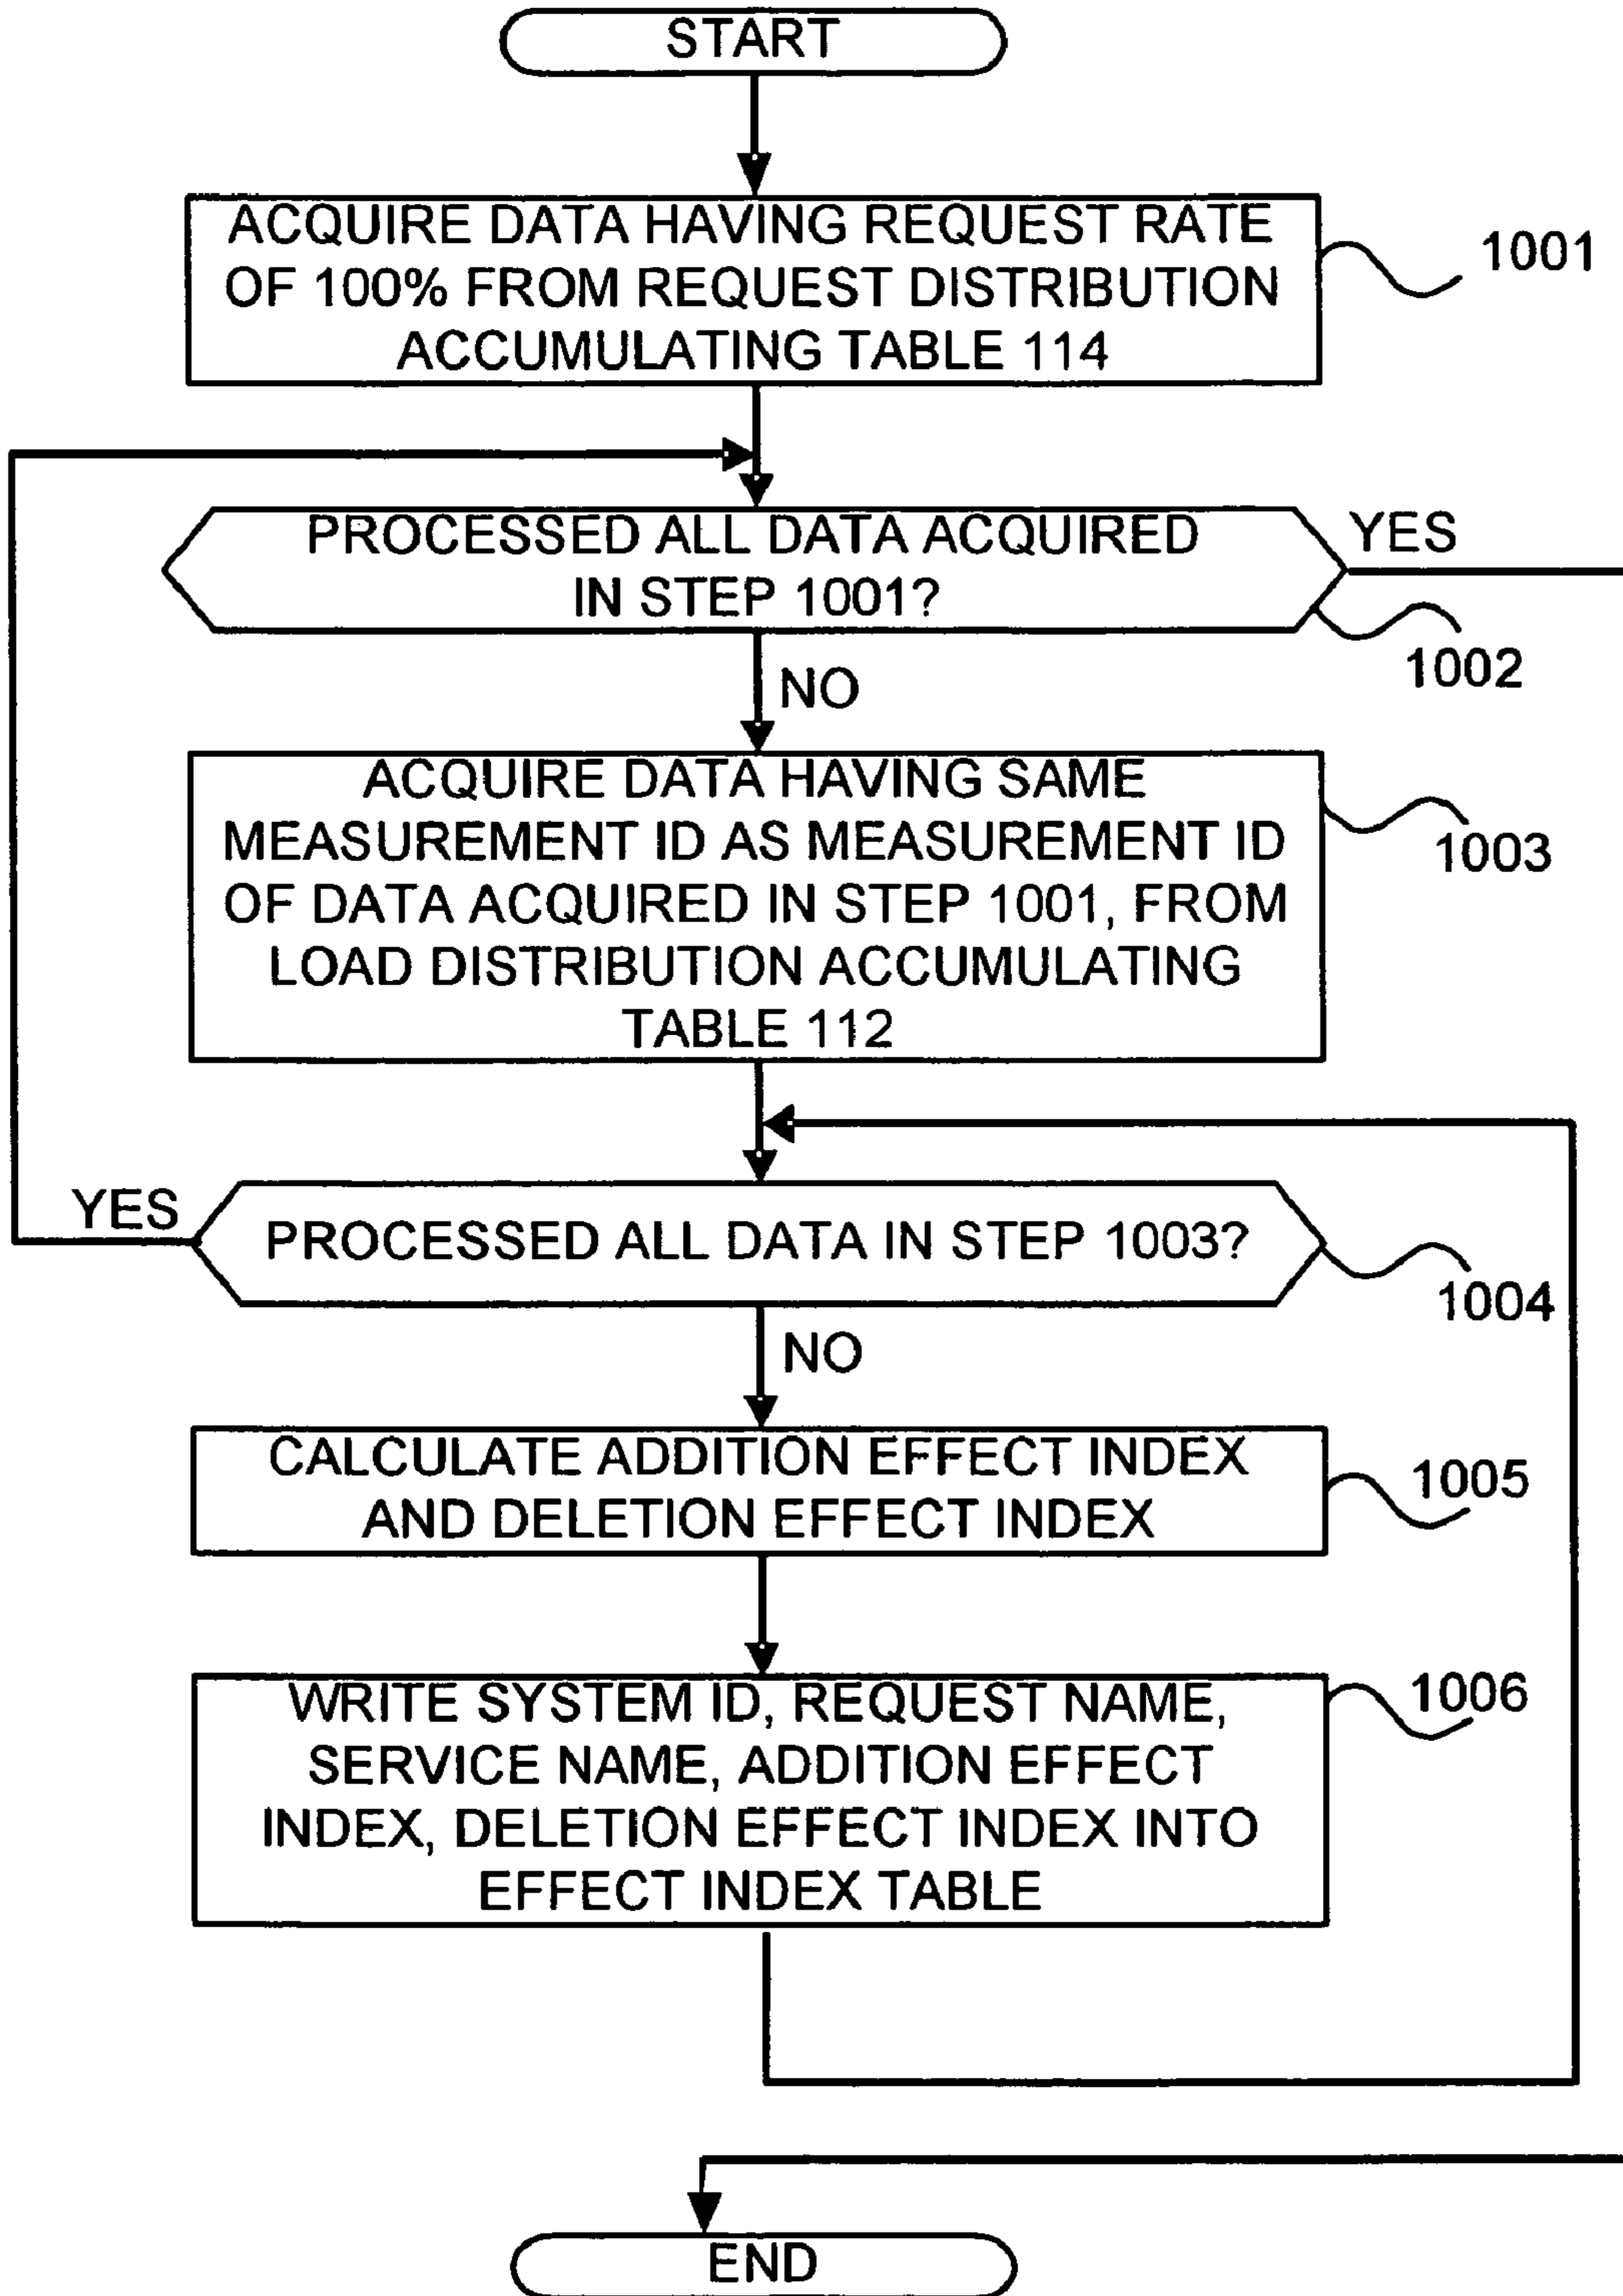 START
ACQUIRE DATA HAVING REQUEST RATE
OF 100% FROM REQUEST DISTRIBUTION
ACCUMULATING TABLE 114
1001
PROCESSED ALL DATA ACQUIRED
IN STEP 1001?
YES
1002
NO
ACQUIRE DATA HAVING SAME
MEASUREMENT ID AS MEASUREMENT ID
OF DATA ACQUIRED IN STEP 1001, FROM
LOAD DISTRIBUTION ACCUMULATING
TABLE 112
1003
YES
PROCESSED ALL DATA IN STEP 1003?
1004
NO
CALCULATE ADDITION EFFECT INDEX
AND DELETION EFFECT INDEX
1005
WRITE SYSTEM ID, REQUEST NAME,
SERVICE NAME, ADDITION EFFECT
INDEX, DELETION EFFECT INDEX INTO
EFFECT INDEX TABLE
1006
END